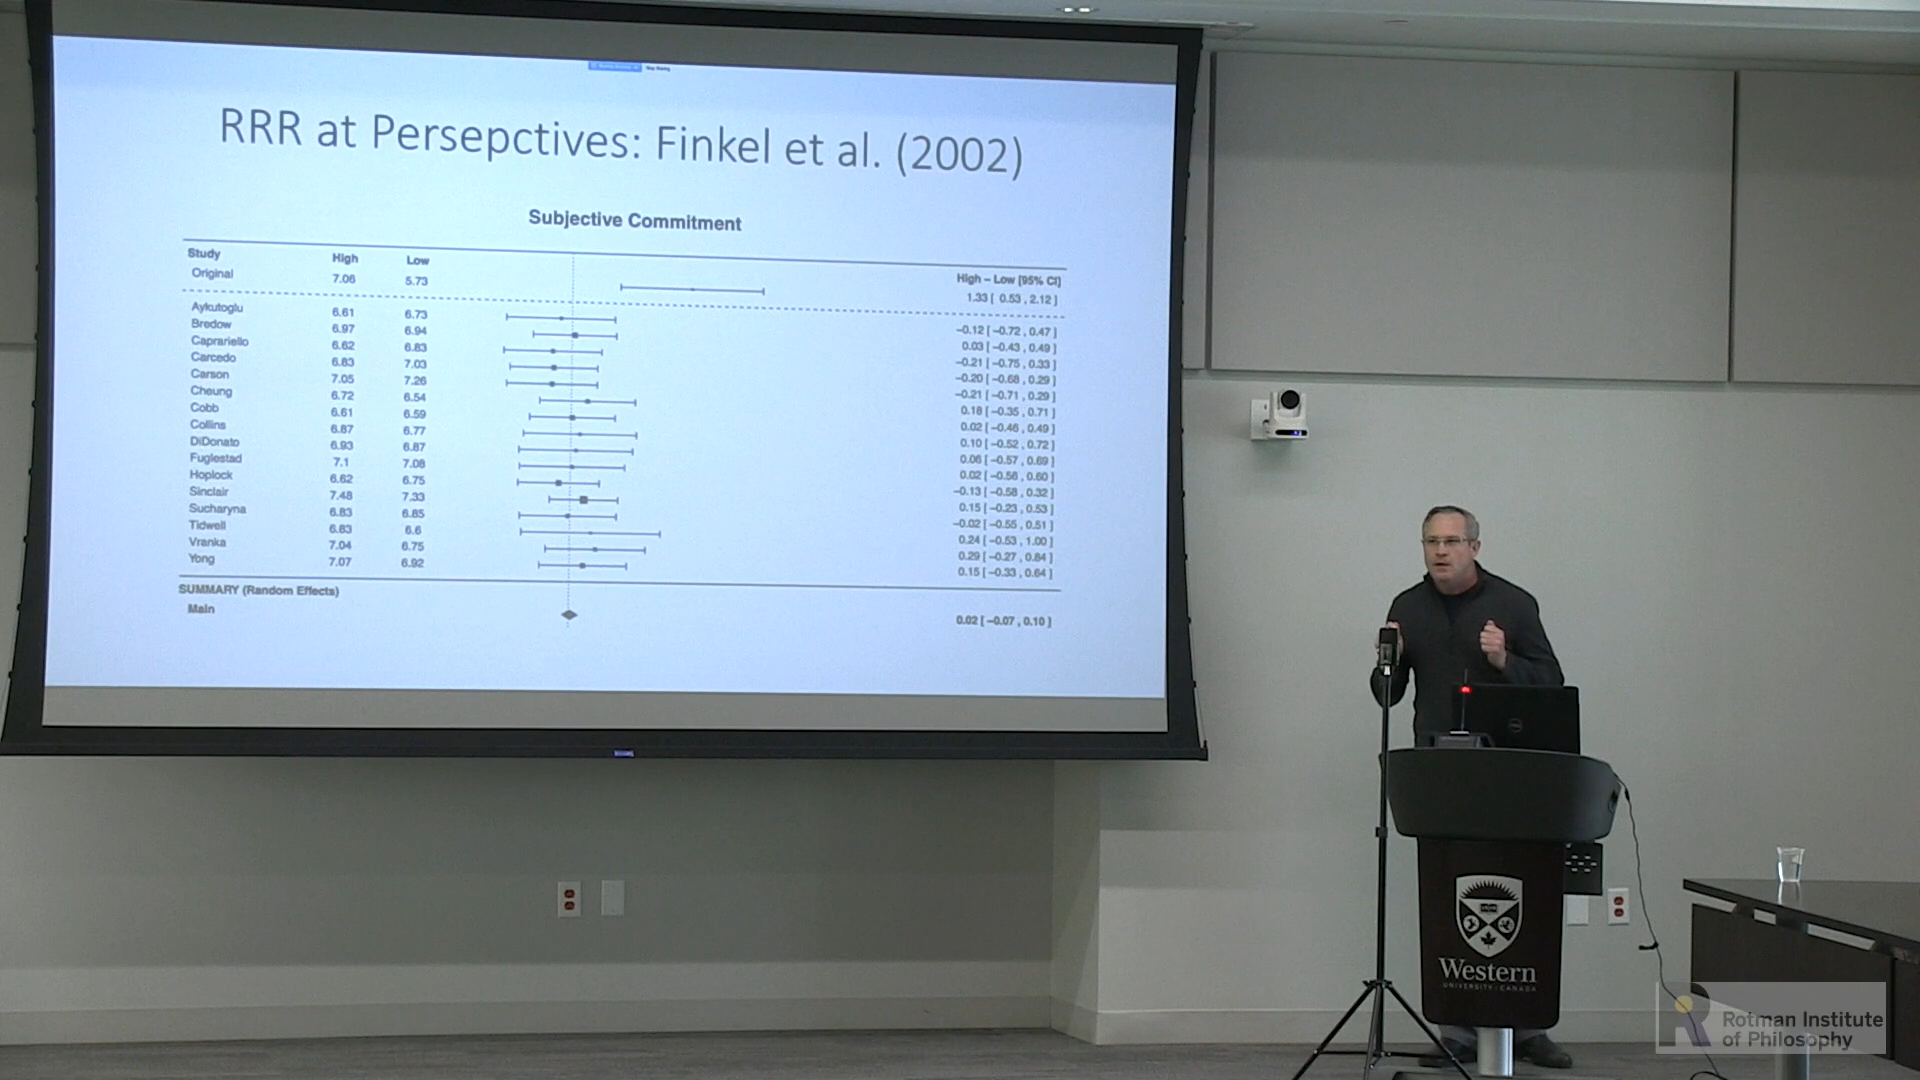 RRR at Persepctives: Finkel et al. (2002)
Subjective Commitment
Study High Low High – Low [95% CI]
Original 7.06 5.73 1.33 [ 0.53 , 2.12 ]
Aykutoglu 6.61 6.73 –0.12 [ –0.72 , 0.47 ]
Bredow 6.97 6.94 0.03 [ –0.43 , 0.49 ]
Caprariello 6.62 6.83 –0.21 [ –0.75 , 0.33 ]
Carcedo 6.83 7.03 –0.20 [ –0.68 , 0.29 ]
Carson 7.05 7.26 –0.21 [ –0.71 , 0.29 ]
Cheung 6.72 6.54 0.18 [ –0.35 , 0.71 ]
Cobb 6.61 6.59 0.02 [ –0.46 , 0.49 ]
Collins 6.87 6.77 0.10 [ –0.52 , 0.72 ]
DiDonato 6.93 6.87 0.06 [ –0.57 , 0.69 ]
Fuglestad 7.1 7.08 0.02 [ –0.56 , 0.60 ]
Hoplock 6.62 6.75 –0.13 [ –0.58 , 0.32 ]
Sinclair 7.48 7.33 0.15 [ –0.23 , 0.53 ]
Sucharyna 6.83 6.85 –0.02 [ –0.55 , 0.51 ]
Tidwell 6.83 6.6 0.24 [ –0.53 , 1.00 ]
Vranka 7.04 6.75 0.29 [ –0.27 , 0.84 ]
Yong 7.07 6.92 0.15 [ –0.33 , 0.64 ]
SUMMARY (Random Effects)
Main 0.02 [ –0.07 , 0.10 ]
Western
UNIVERSITY · CANADA
Rotman Institute
of Philosophy